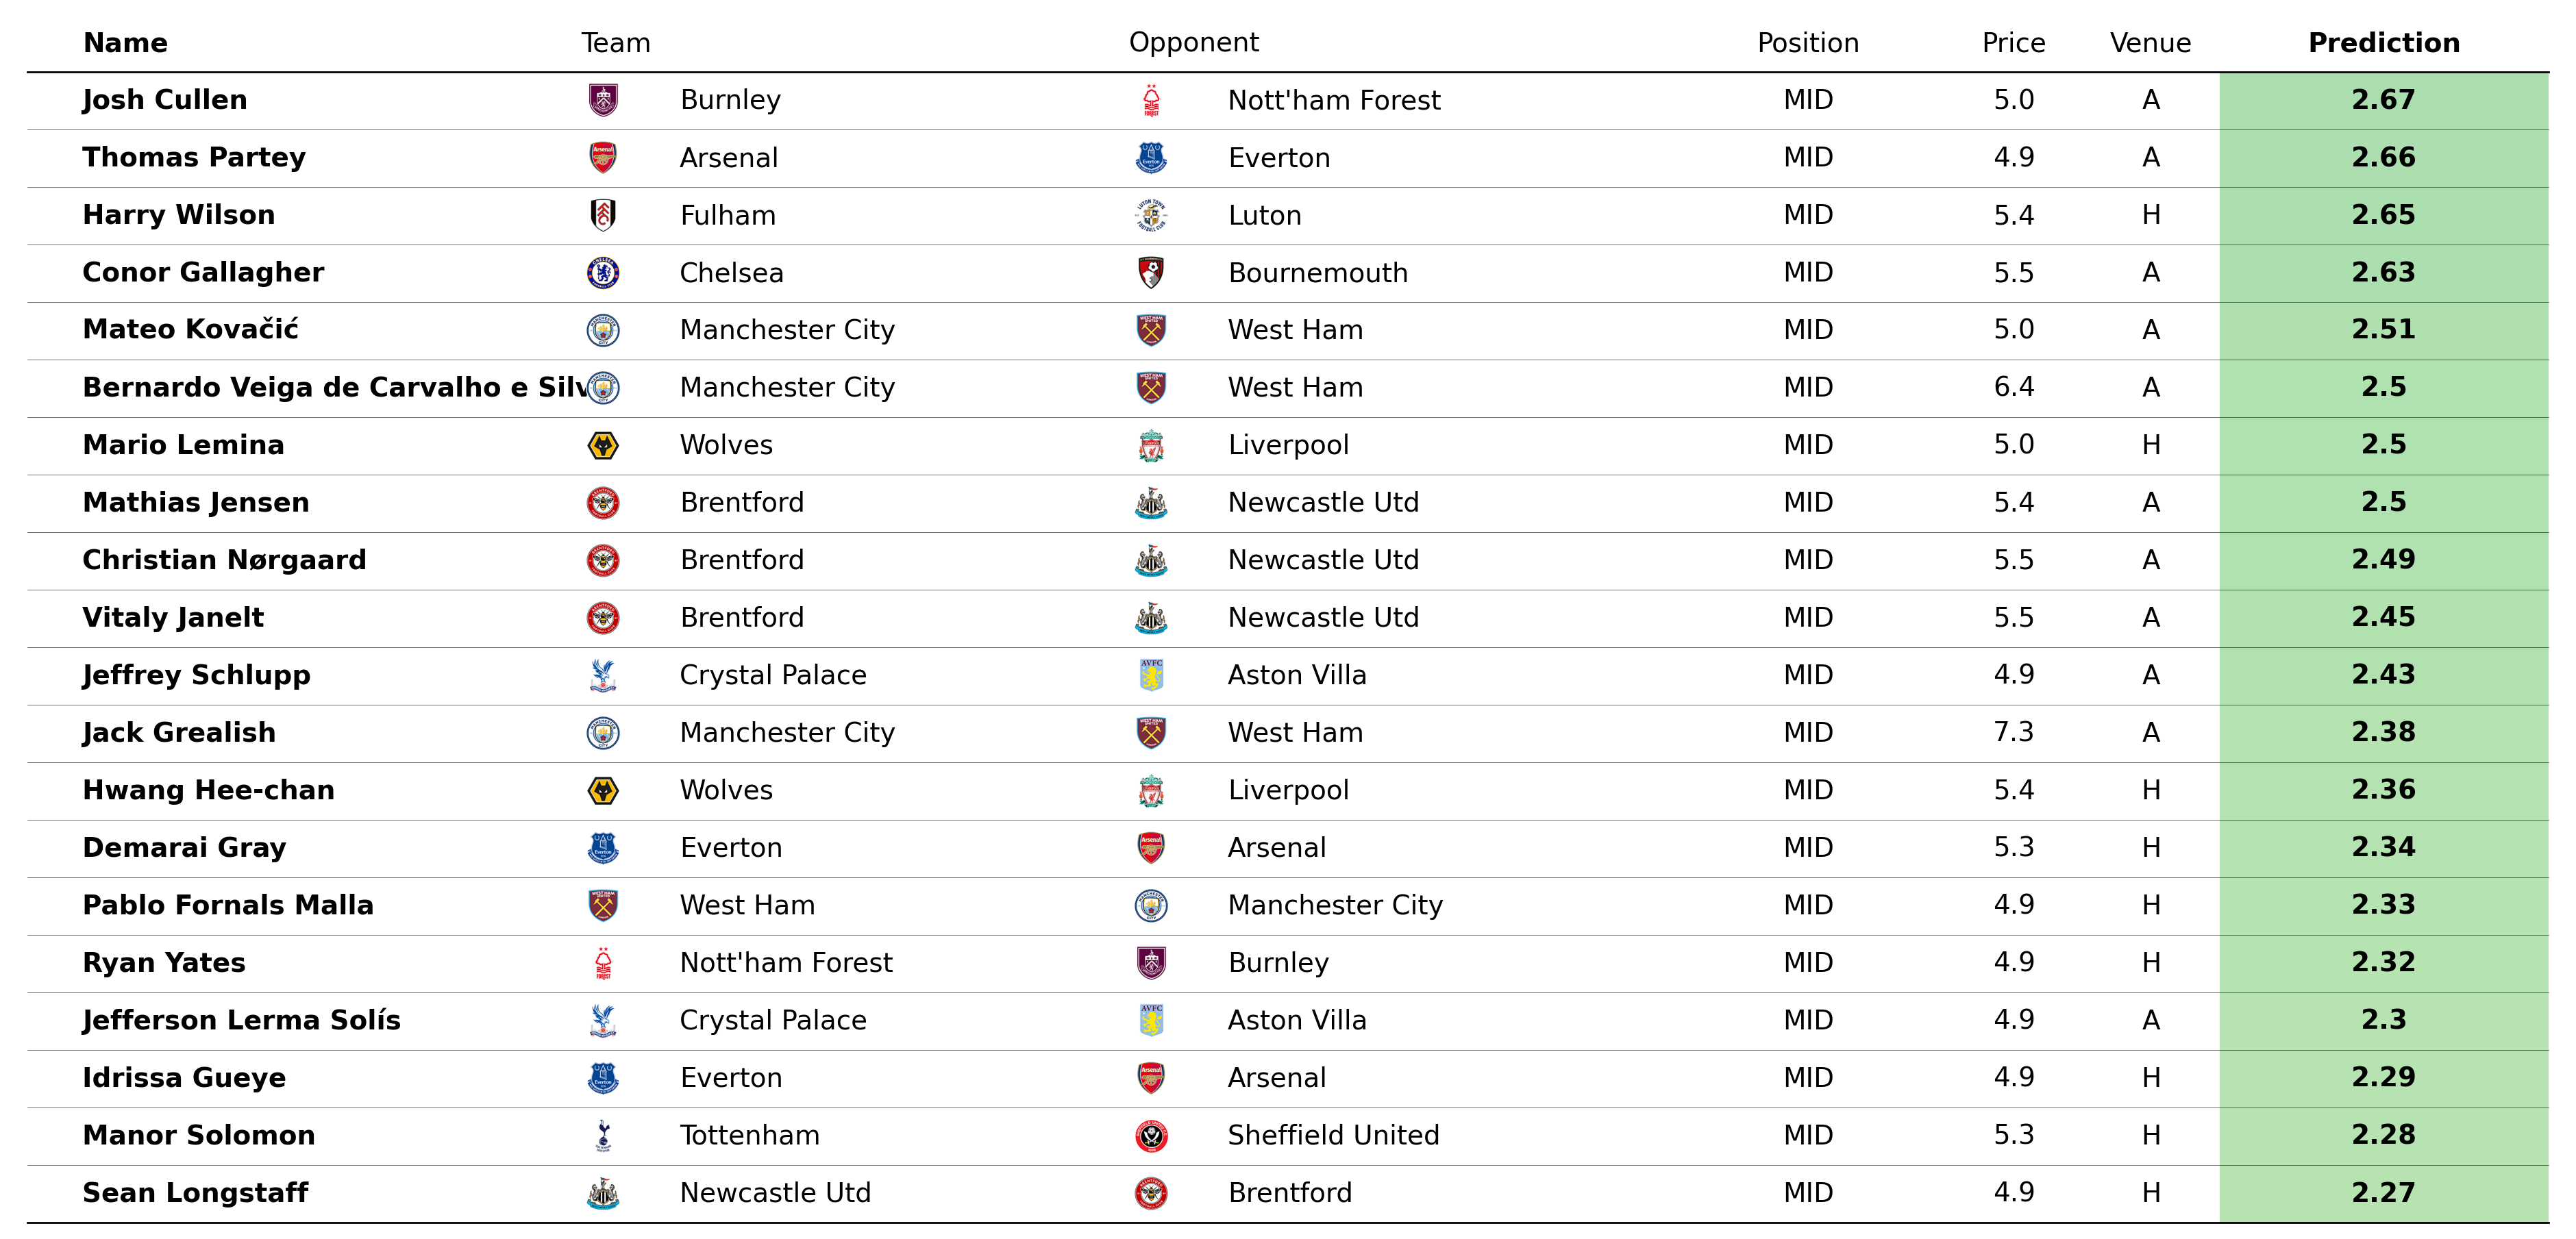 Name Team Opponent Position Price Venue Prediction
Josh Cullen Burnley Nott'ham Forest MID 5.0 A 2.67
Thomas Partey Arsenal Everton MID 4.9 A 2.66
Harry Wilson Fulham Luton MID 5.4 H 2.65
Conor Gallagher Chelsea Bournemouth MID 5.5 A 2.63
Mateo Kovačić Manchester City West Ham MID 5.0 A 2.51
Bernardo Veiga de Carvalho e Silv Manchester City West Ham MID 6.4 A 2.5
Mario Lemina Wolves Liverpool MID 5.0 H 2.5
Mathias Jensen Brentford Newcastle Utd MID 5.4 A 2.5
Christian Nørgaard Brentford Newcastle Utd MID 5.5 A 2.49
Vitaly Janelt Brentford Newcastle Utd MID 5.5 A 2.45
Jeffrey Schlupp Crystal Palace Aston Villa MID 4.9 A 2.43
Jack Grealish Manchester City West Ham MID 7.3 A 2.38
Hwang Hee-chan Wolves Liverpool MID 5.4 H 2.36
Demarai Gray Everton Arsenal MID 5.3 H 2.34
Pablo Fornals Malla West Ham Manchester City MID 4.9 H 2.33
Ryan Yates Nott'ham Forest Burnley MID 4.9 H 2.32
Jefferson Lerma Solís Crystal Palace Aston Villa MID 4.9 A 2.3
Idrissa Gueye Everton Arsenal MID 4.9 H 2.29
Manor Solomon Tottenham Sheffield United MID 5.3 H 2.28
Sean Longstaff Newcastle Utd Brentford MID 4.9 H 2.27